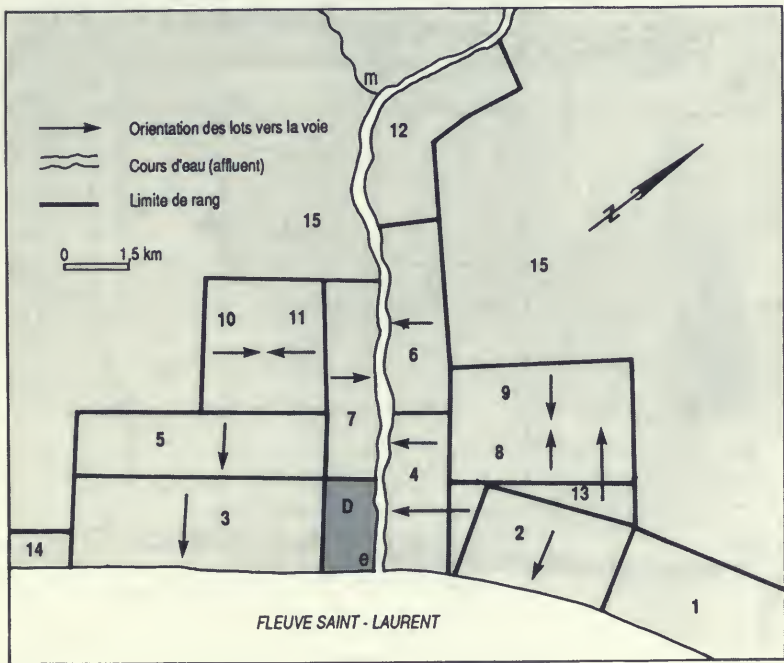 m
12
Orientation des lots vers la voie
Cours d'eau (affluent)
Limite de rang
N
15
15
0 1,5 km
10 11
6
7
9
5
8
4
D
13
3
2
14
e
1
FLEUVE SAINT - LAURENT